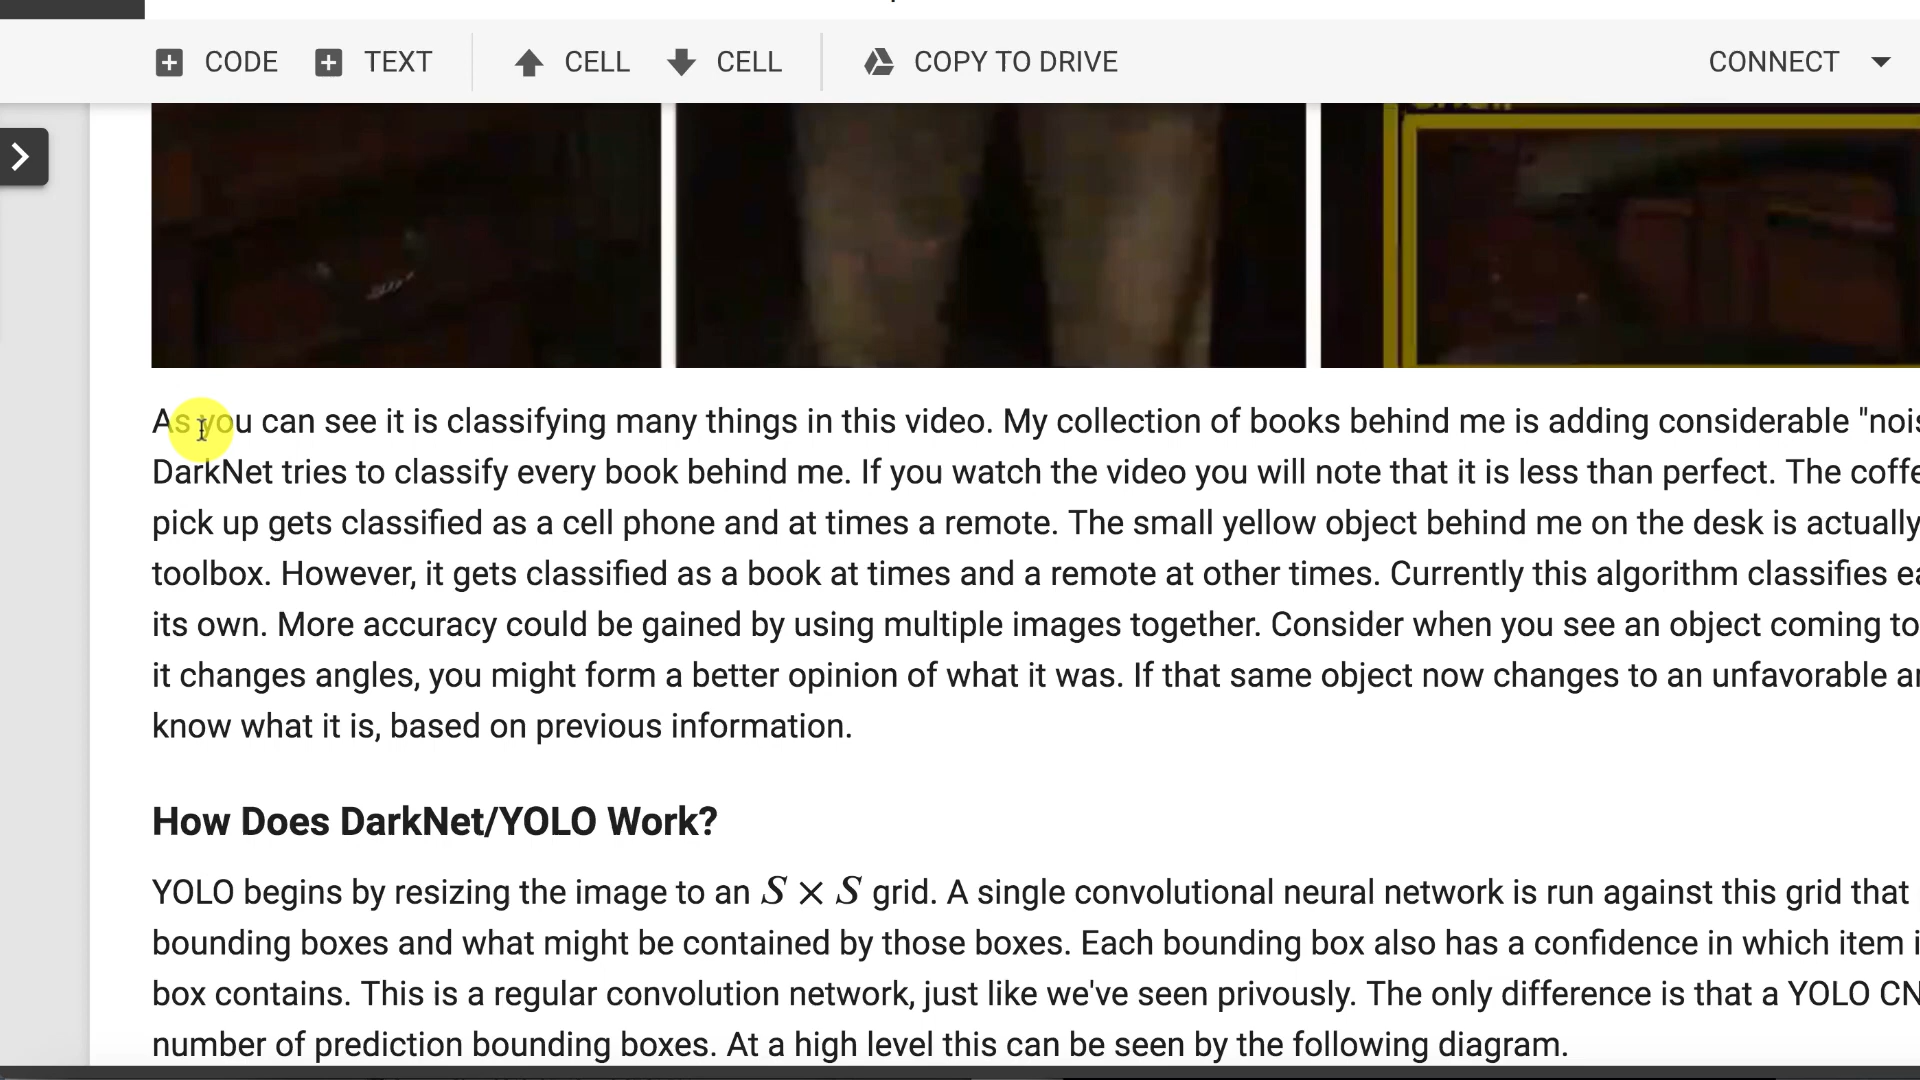 CODE TEXT CELL CELL COPY TO DRIVE CONNECT
As you can see it is classifying many things in this video. My collection of books behind me is adding considerable
DarkNet tries to classify every book behind me. If you watch the video you will note that it is less than perfect. The
pick up gets classified as a cell phone and at times a remote. The small yellow object behind me on the desk is actually
toolbox. However, it gets classified as a book at times and a remote at other times. Currently this algorithm classifies
its own. More accuracy could be gained by using multiple images together. Consider when you see an object coming to
it changes angles, you might form a better opinion of what it was. If that same object now changes to an unfavorable
know what it is, based on previous information.
How Does DarkNet/YOLO Work?
YOLO begins by resizing the image to an S × S grid. A single convolutional neural network is run against this grid that
bounding boxes and what might be contained by those boxes. Each bounding box also has a confidence in which item
box contains. This is a regular convolution network, just like we've seen privously. The only difference is that a YOLO
number of prediction bounding boxes. At a high level this can be seen by the following diagram.